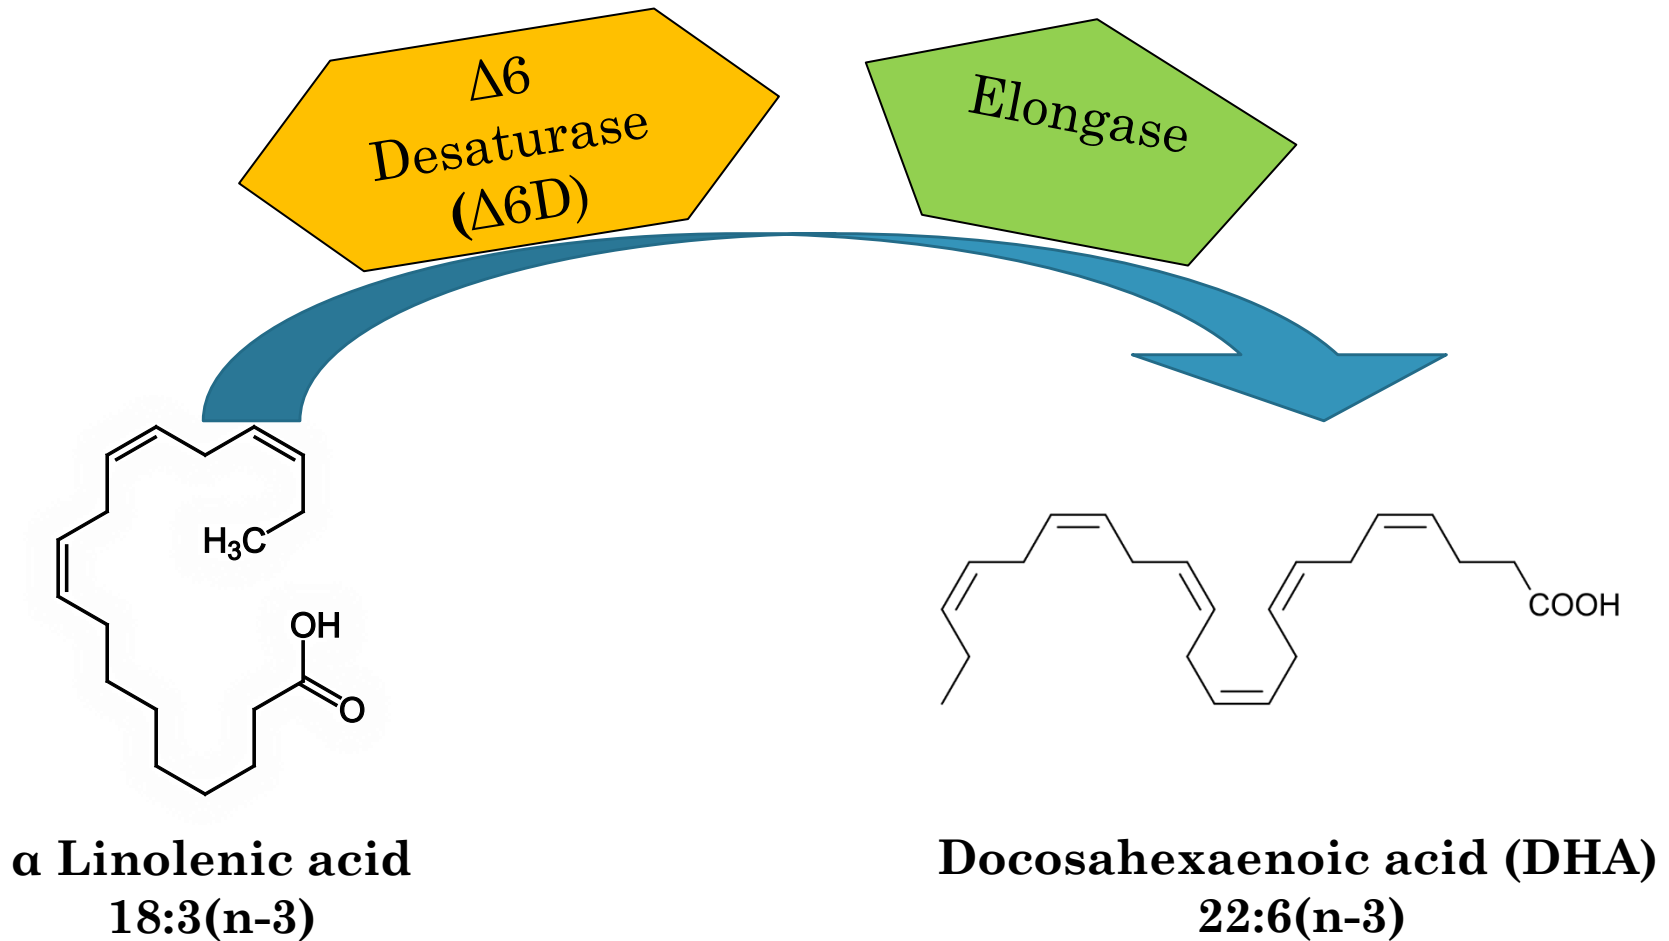 Δ6
Desaturase
(Δ6D)
Elongase
H₃C
OH
O
COOH
α Linolenic acid
18:3(n-3)
Docosahexaenoic acid (DHA)
22:6(n-3)